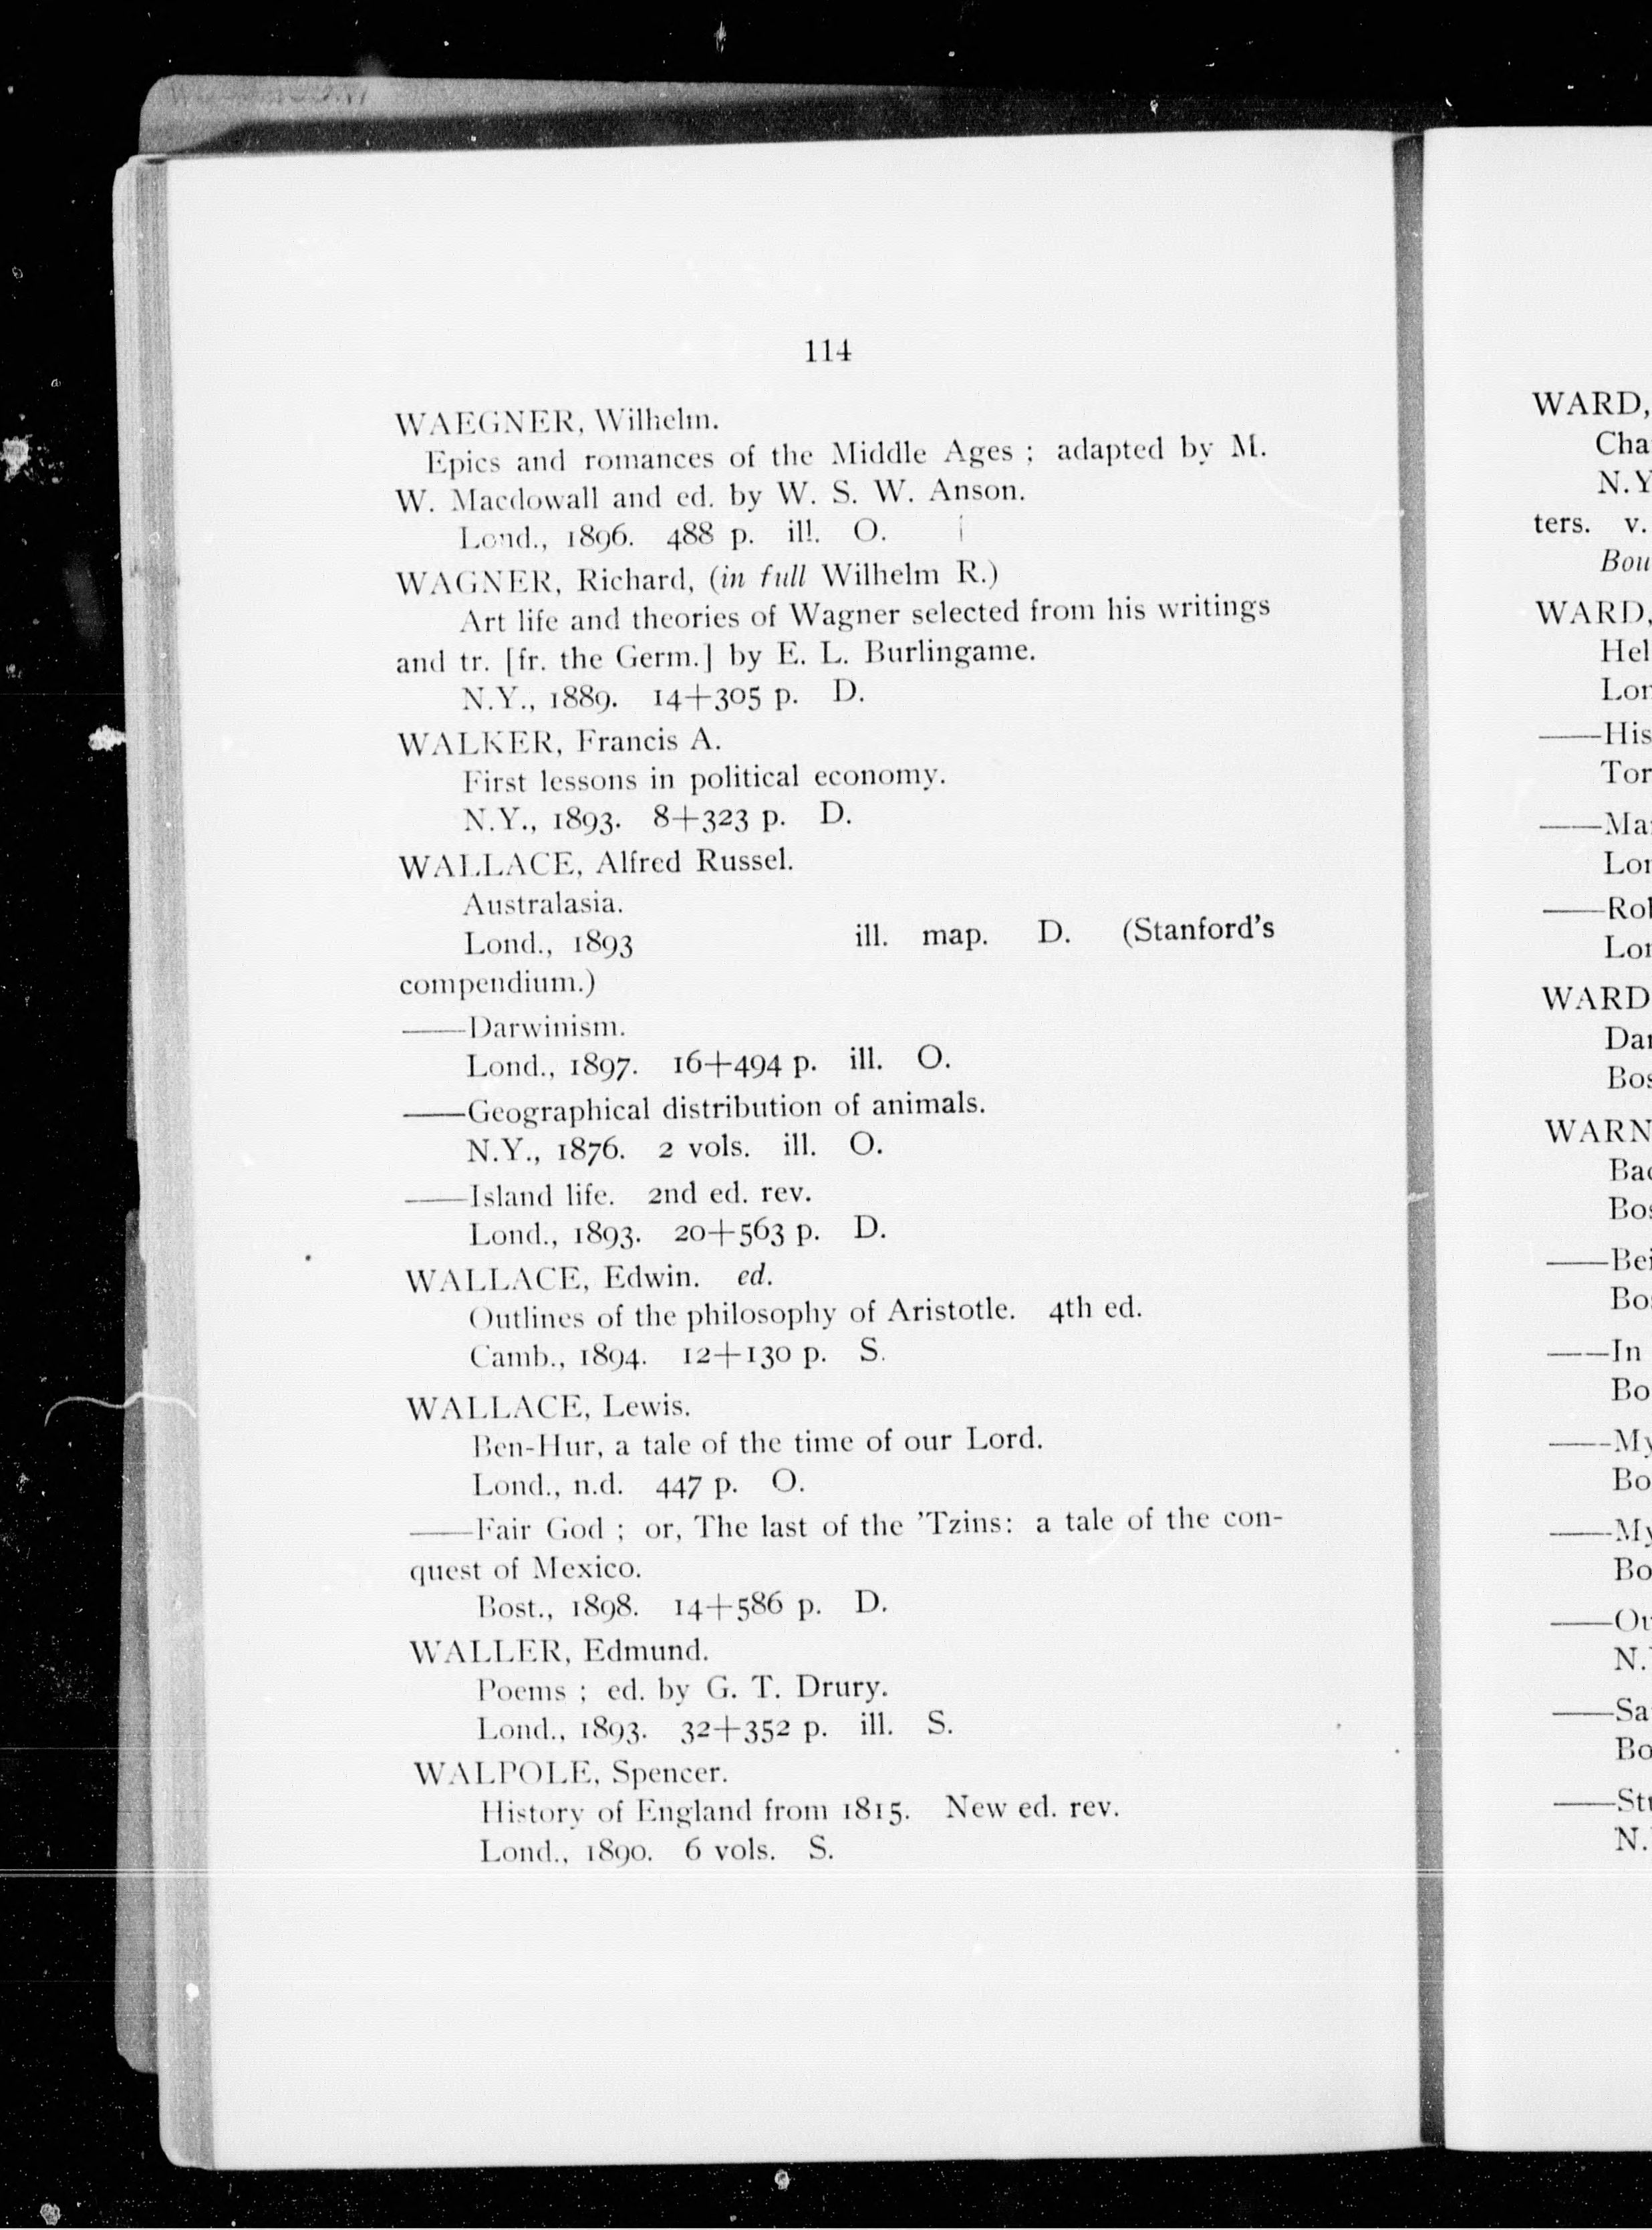 114
WAEGNER, Wilhelm.
Epics and romances of the Middle Ages ; adapted by M.
W. Macdowall and ed. by W. S. W. Anson.
Lond., 1896. 488 p. ill. O.
WAGNER, Richard, (in full Wilhelm R.)
Art life and theories of Wagner selected from his writings
and tr. [fr. the Germ.] by E. L. Burlingame.
N.Y., 1889. 14+305 p. D.
WALKER, Francis A.
First lessons in political economy.
N.Y., 1893. 8+323 p. D.
WALLACE, Alfred Russel.
Australasia.
Lond., 1893 ill. map. D. (Stanford's
compendium.)
——Darwinism.
Lond., 1897. 16+494 p. ill. O.
——Geographical distribution of animals.
N.Y., 1876. 2 vols. ill. O.
——Island life. 2nd ed. rev.
Lond., 1893. 20+563 p. D.
WALLACE, Edwin. ed.
Outlines of the philosophy of Aristotle. 4th ed.
Camb., 1894. 12+130 p. S.
WALLACE, Lewis.
Ben-Hur, a tale of the time of our Lord.
Lond., n.d. 447 p. O.
——Fair God ; or, The last of the 'Tzins: a tale of the con-
quest of Mexico.
Bost., 1898. 14+586 p. D.
WALLER, Edmund.
Poems ; ed. by G. T. Drury.
Lond., 1893. 32+352 p. ill. S.
WALPOLE, Spencer.
History of England from 1815. New ed. rev.
Lond., 1890. 6 vols. S.
WARD,
Cha
N.Y
ters. v.
Bou
WARD,
Hel
Lon
——His
Tor
——Ma
Lon
——Rol
Lon
WARD
Dan
Bos
WARN
Bac
Bos
——Bei
Bos
——In
Bo
——My
Bo
——My
Bo
——Ou
N.
——Sa
Bo
——Stu
N.